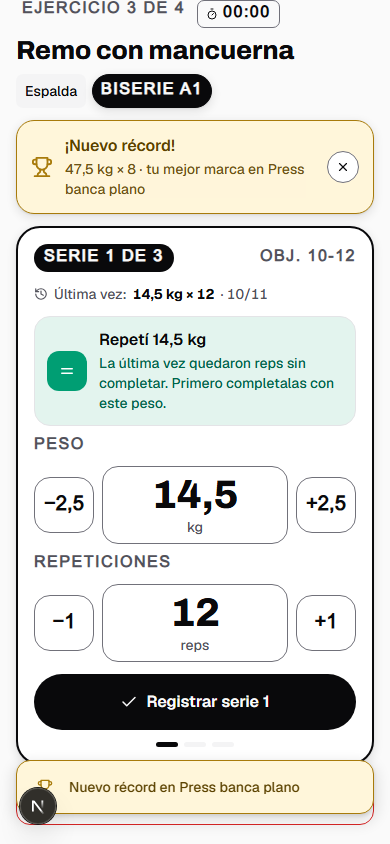 EJERCICIO 3 DE 4
00:00
Remo con mancuerna
Espalda
BISERIE A1
¡Nuevo récord!
47,5 kg × 8 · tu mejor marca en Press
banca plano
SERIE 1 DE 3
OBJ. 10-12
Última vez: 14,5 kg × 12 · 10/11
Repetí 14,5 kg
La última vez quedaron reps sin
completar. Primero completalas con
este peso.
PESO
−2,5
14,5
kg
+2,5
REPETICIONES
−1
12
reps
+1
Registrar serie 1
Nuevo récord en Press banca plano
N